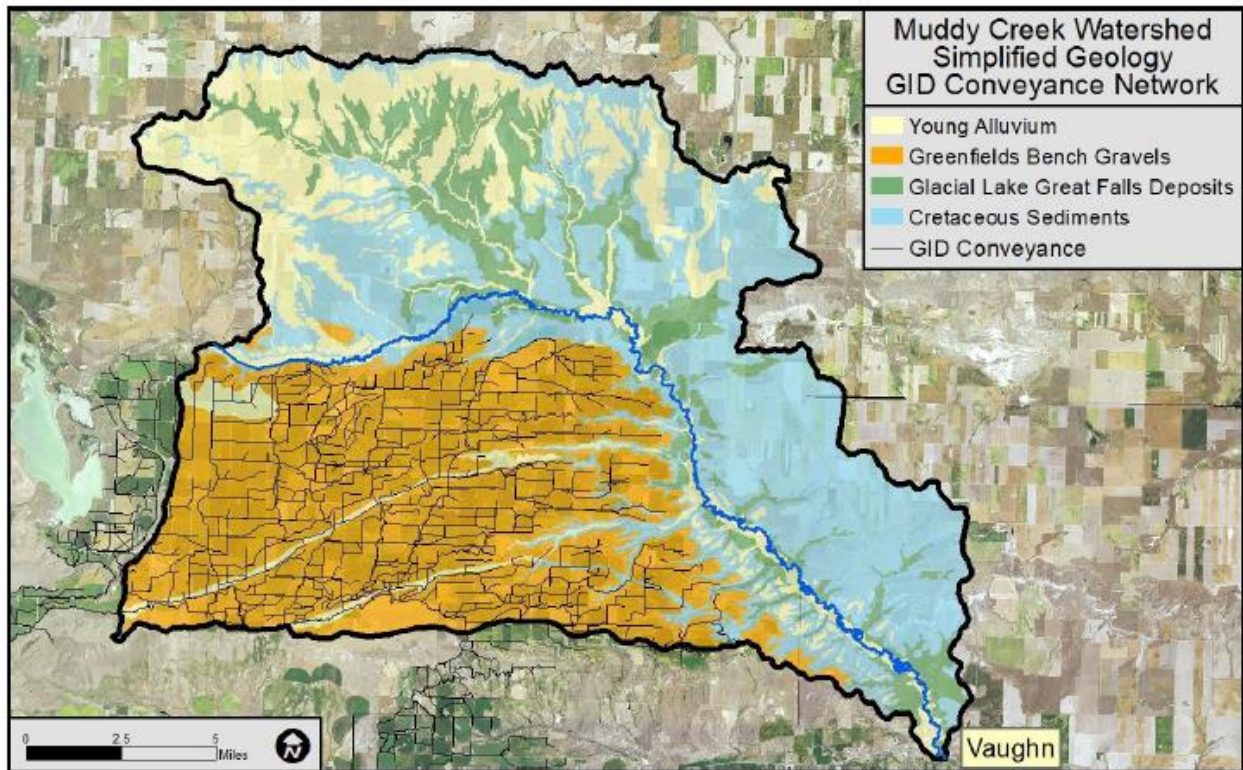 Muddy Creek Watershed
Simplified Geology
GID Conveyance Network
Young Alluvium
Greenfields Bench Gravels
Glacial Lake Great Falls Deposits
Cretaceous Sediments
GID Conveyance
0 2.5 5
Miles
N
Vaughn